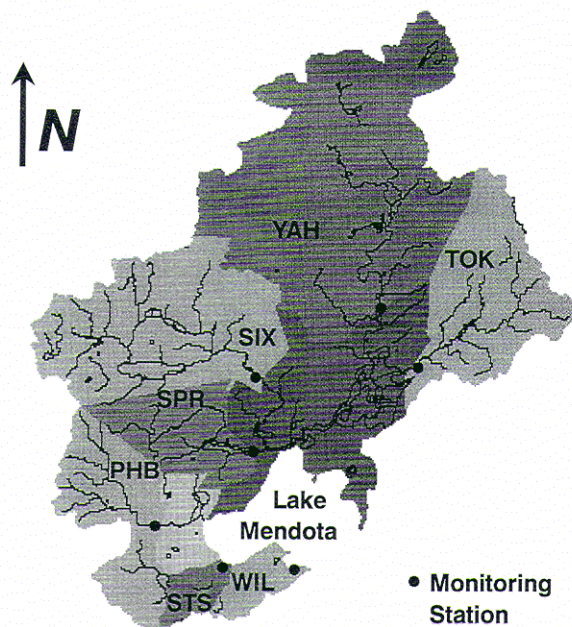 N
YAH
TOK
SIX
SPR
PHB
Lake
Mendota
WIL
STS
Monitoring
Station